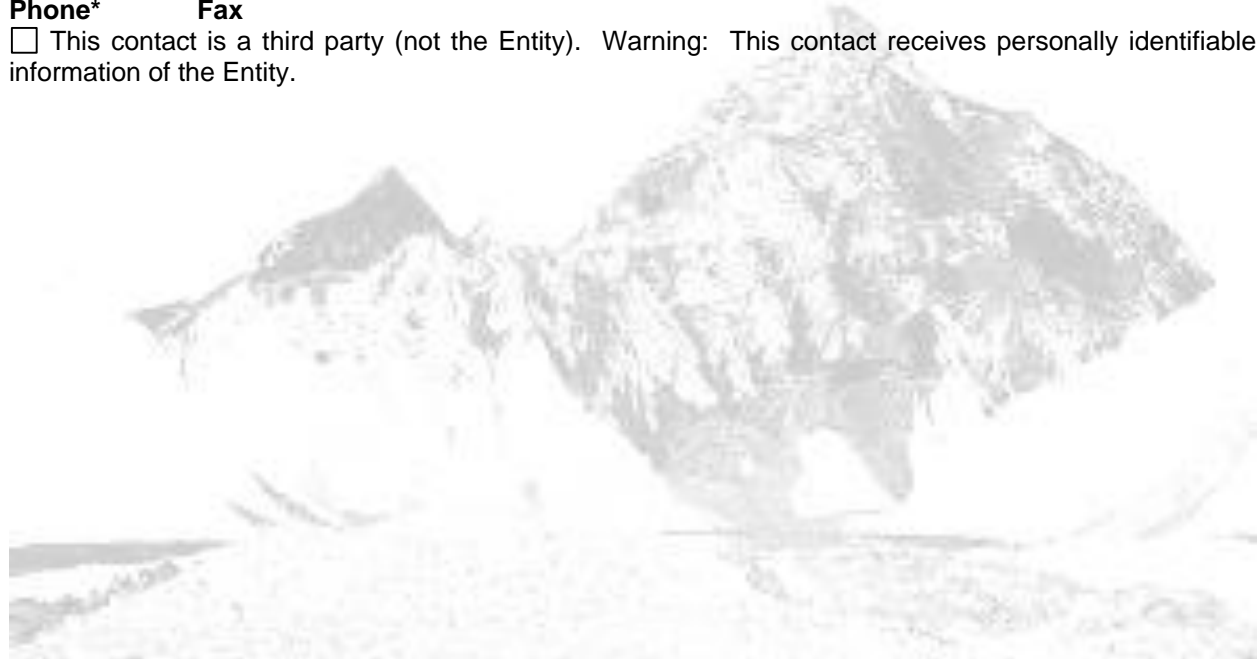 Phone* Fax
☐ This contact is a third party (not the Entity). Warning: This contact receives personally identifiable
information of the Entity.